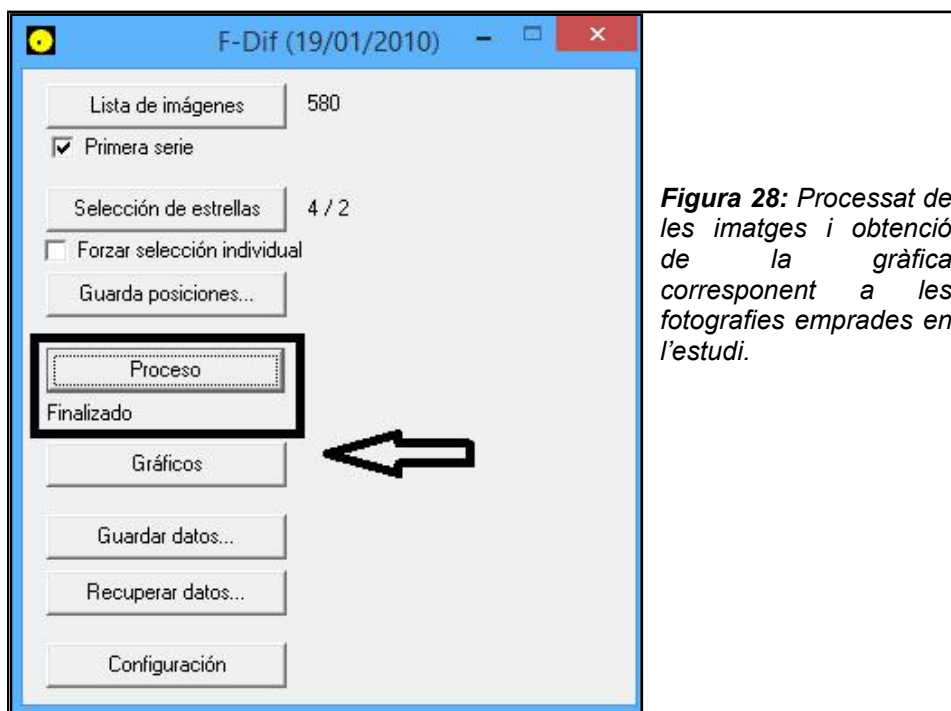 F-Dif (19/01/2010)
Lista de imágenes 580
Primera serie
Selección de estrellas 4 / 2
Forzar selección individual
Guarda posiciones...
Proceso
Finalizado
Gráficos
Guardar datos...
Recuperar datos...
Configuración
Figura 28: Processat de
les imatges i obtenció
de la gràfica
corresponent a les
fotografies emprades en
l'estudi.